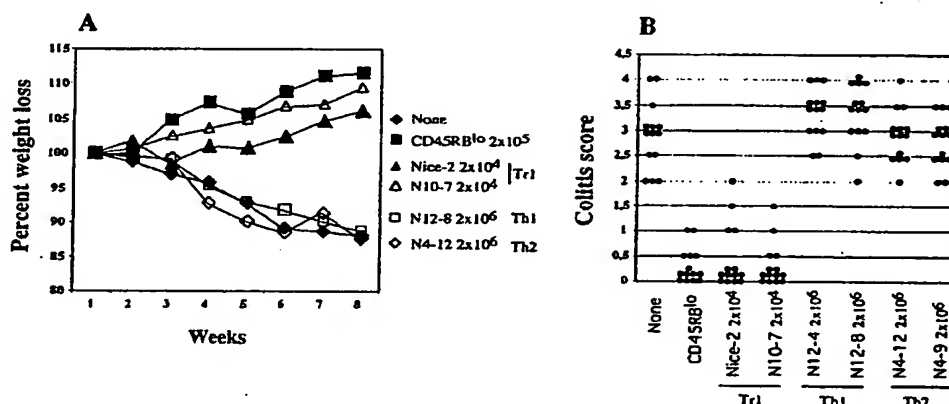 A
Percent weight loss
115
110
105
100
95
90
85
80
1 2 3 4 5 6 7 8
Weeks
None
CD45RBlo 2x105
Nice-2 2x104
N10-7 2x104
Tr1
N12-8 2x106 Th1
N4-12 2x106 Th2
B
Colitis score
4,5
4
3,5
3
2,5
2
1,5
1
0,5
0
None
CD45RBlo
Nice-2 2x104
N10-7 2x104
N12-4 2x106
N12-8 2x106
N4-12 2x106
N4-9 2x106
Tr1
Th1
Th2